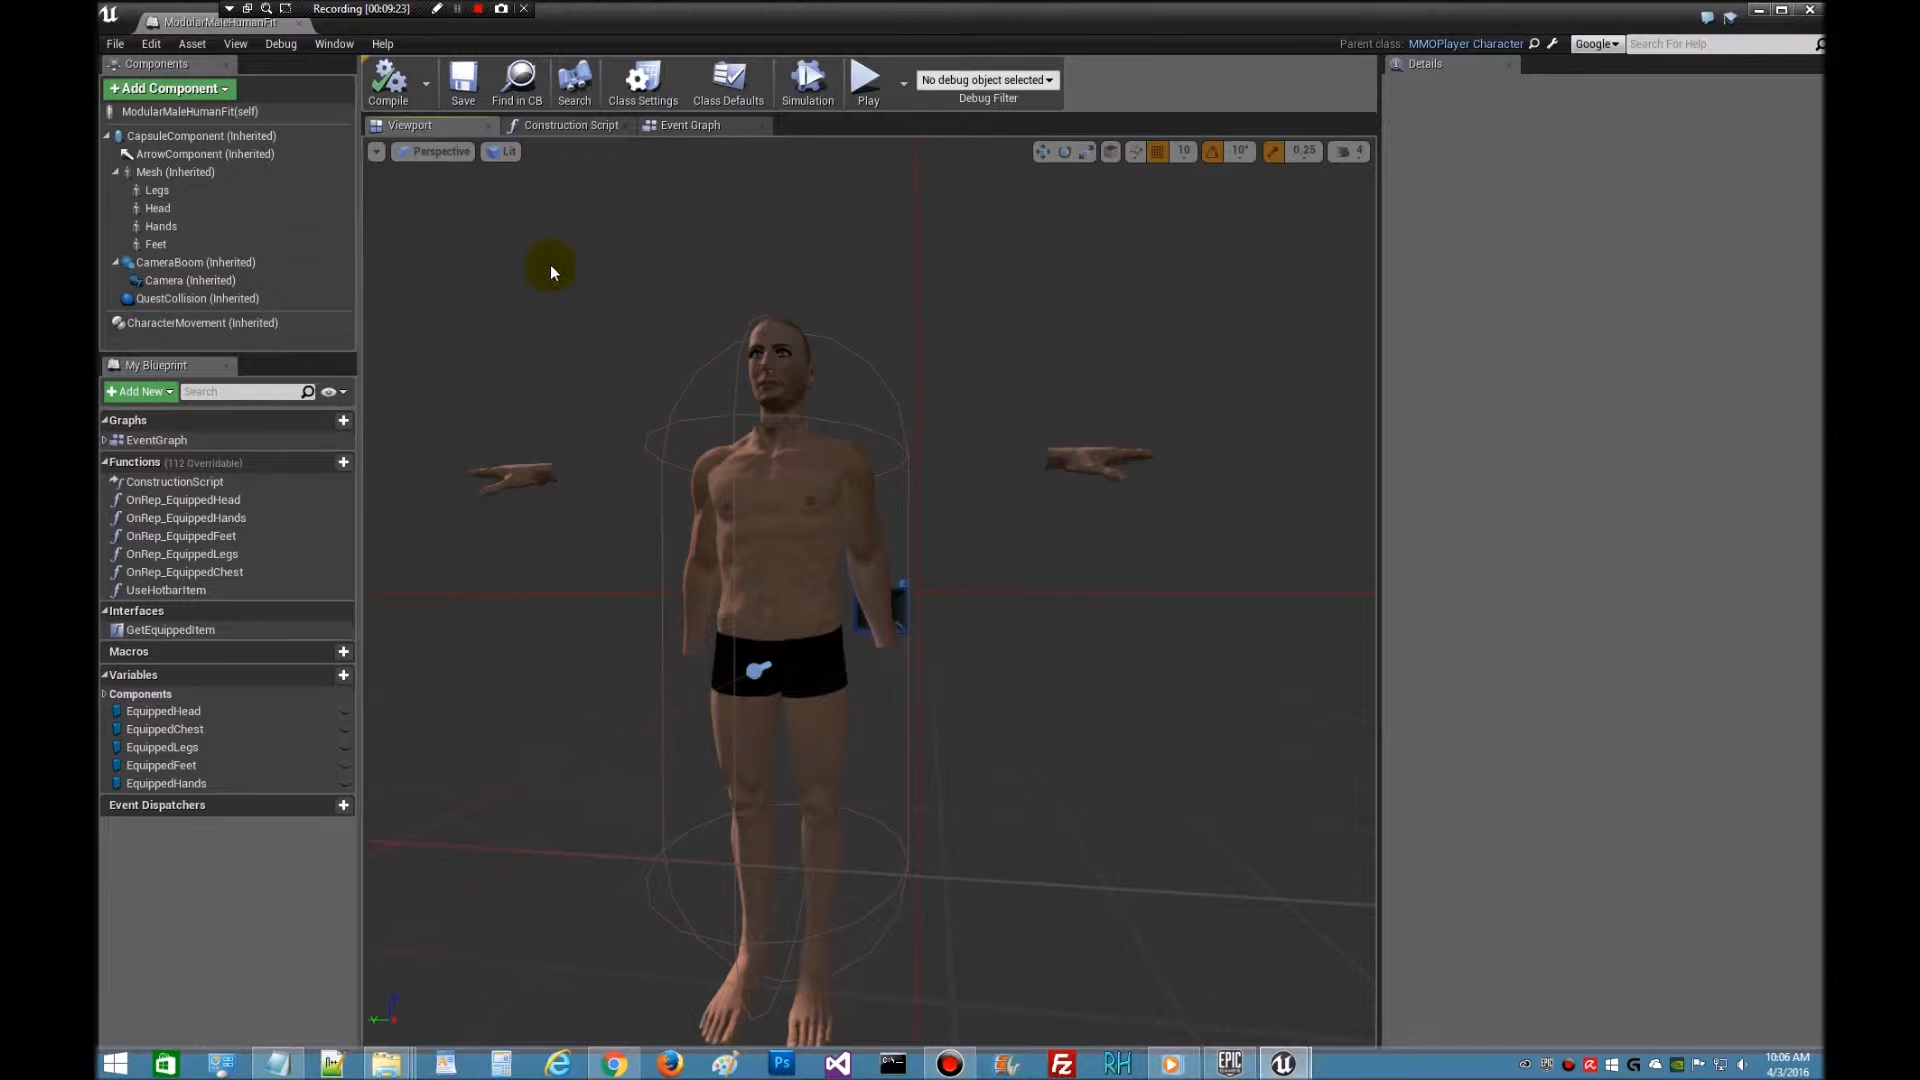 Recording [00:09:23]
ModularMaleHumanFit
File Edit Asset View Debug Window Help
Parent class: MMOPlayer Character
Google
Search For Help
Components
+Add Component
ModularMaleHumanFit(self)
CapsuleComponent (Inherited)
ArrowComponent (Inherited)
Mesh (Inherited)
Legs
Head
Hands
Feet
CameraBoom (Inherited)
Camera (Inherited)
QuestCollision (Inherited)
CharacterMovement (Inherited)
My Blueprint
+Add New
Search
Graphs
EventGraph
Functions (112 Overridable)
ConstructionScript
OnRep_EquippedHead
OnRep_EquippedHands
OnRep_EquippedFeet
OnRep_EquippedLegs
OnRep_EquippedChest
UseHotbarItem
Interfaces
GetEquippedItem
Macros
Variables
Components
EquippedHead
EquippedChest
EquippedLegs
EquippedFeet
EquippedHands
Event Dispatchers
Compile Save Find in CB Search Class Settings Class Defaults Simulation Play
No debug object selected
Debug Filter
Viewport Construction Script Event Graph
Perspective Lit
10 10° 0.25 4
Details
Ps
C:\
FZ
RH
EPIC GAMES
10:06 AM
4/3/2016